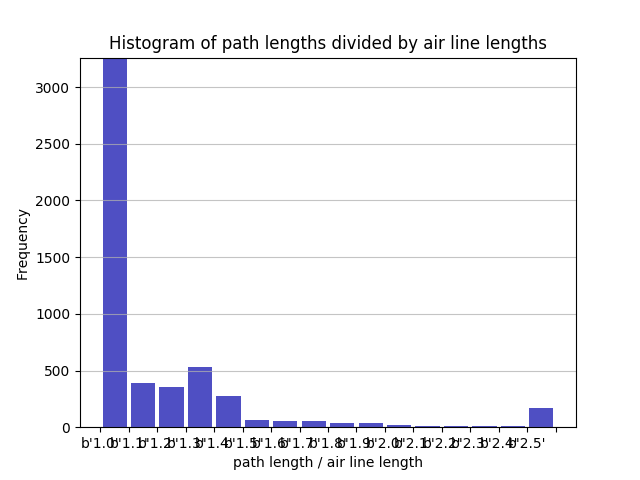 Histogram of path lengths divided by air line lengths
3000
2500
2000
1500
1000
500
0
Frequency
b'1.0' b'1.1' b'1.2' b'1.3' b'1.4' b'1.5' b'1.6' b'1.7' b'1.8' b'1.9' b'2.0' b'2.1' b'2.2' b'2.3' b'2.4' b'2.5'
path length / air line length